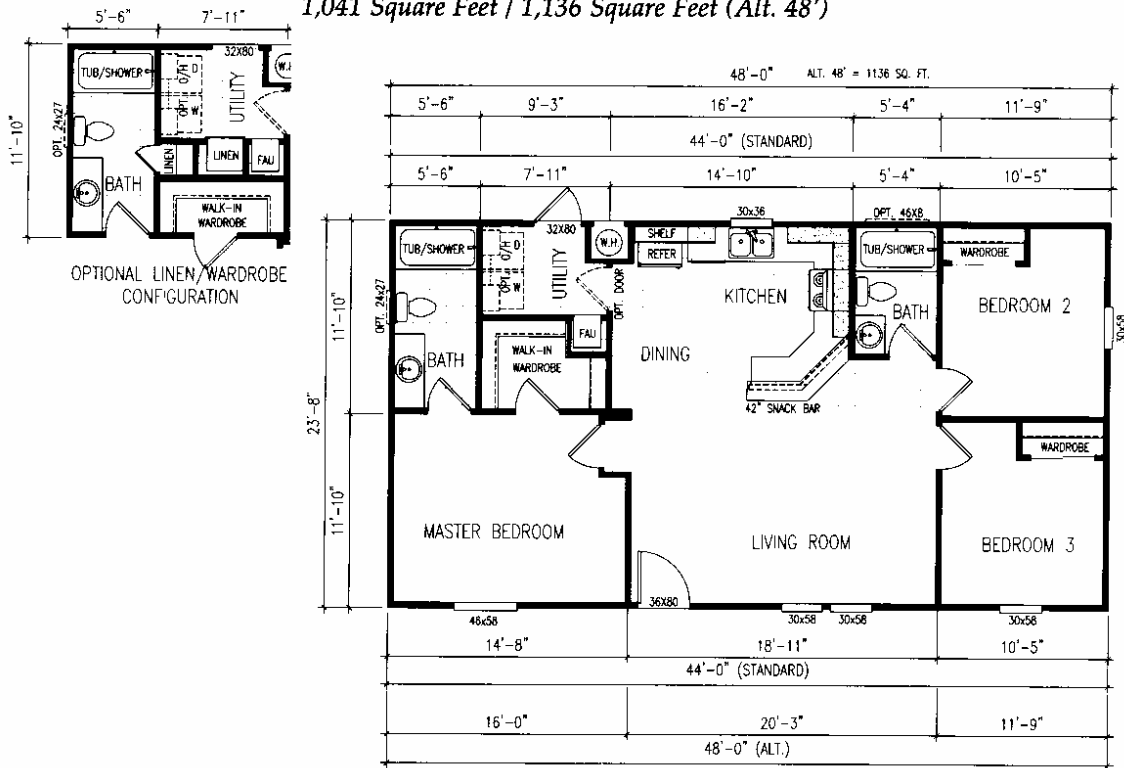 1,041 Square Feet / 1,136 Square Feet (Alt. 48')
5'-6" 7'-11"
32X80
TUB/SHOWER
OPT. D/H
W
UTILITY
W.H.
OPT. 24x27
11'-10"
LINEN
LINEN
FAU
BATH
WALK-IN
WARDROBE
OPTIONAL LINEN/WARDROBE
CONFIGURATION
48'-0" ALT. 48' = 1136 SQ. FT.
5'-6" 9'-3" 16'-2" 5'-4" 11'-9"
44'-0" (STANDARD)
5'-6" 7'-11" 14'-10" 5'-4" 10'-5"
30x36
OPT. 46X8
32X80
TUB/SHOWER
OPT. D/H
W
UTILITY
W.H.
SHELF
REFER
TUB/SHOWER
WARDROBE
OPT. 24x27
OPT. DOOR
KITCHEN
BEDROOM 2
BATH
30x58
11'-10"
FAU
DINING
BATH
WALK-IN
WARDROBE
42" SNACK BAR
23'-8"
WARDROBE
11'-10"
MASTER BEDROOM
LIVING ROOM
BEDROOM 3
36X80
46x58
30x58 30x58
30x58
14'-8" 18'-11" 10'-5"
44'-0" (STANDARD)
16'-0" 20'-3" 11'-9"
48'-0" (ALT.)